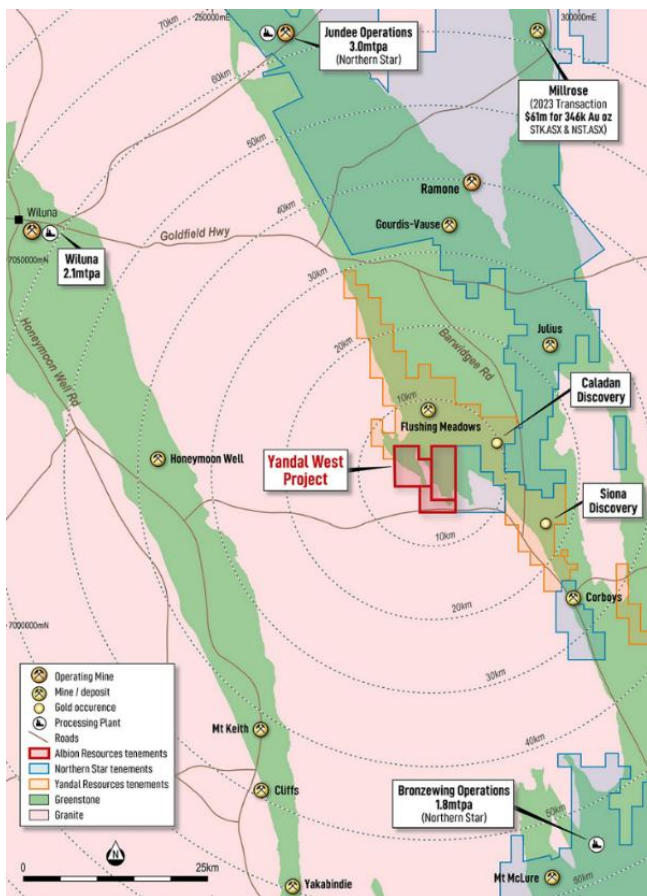 250000mE
300000mE
70km
Jundee Operations
3.0mtpa
(Northern Star)
Millrose
(2023 Transaction
$61m for 346k Au oz
STK.ASX & NST.ASX)
60km
50km
Ramone
Gourdis-Vause
40km
Wiluna
Goldfield Hwy
Wiluna
2.1mtpa
7050000mN
30km
Honeymoon Well Rd
20km
Barwidgee Rd
Julius
10km
Caladan
Discovery
Flushing Meadows
Yandal West
Project
Honeymoon Well
Siona
Discovery
10km
Corboys
20km
7000000mN
30km
Operating Mine
Mine / deposit
Gold occurence
Processing Plant
Roads
Albion Resources tenements
Northern Star tenements
Yandal Resources tenements
Greenstone
Granite
Mt Keith
40km
Cliffs
Bronzewing Operations
1.8mtpa
(Northern Star)
50km
N
0
25km
Yakabindie
Mt McLure
60km